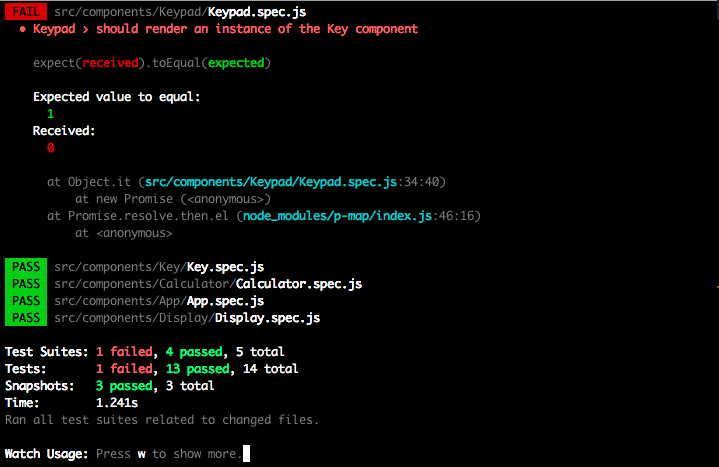 FAIL src/components/Keypad/Keypad.spec.js
● Keypad › should render an instance of the Key component
expect(received).toEqual(expected)
Expected value to equal:
1
Received:
0
at Object.it (src/components/Keypad/Keypad.spec.js:34:40)
at new Promise (<anonymous>)
at Promise.resolve.then.el (node_modules/p-map/index.js:46:16)
at <anonymous>
PASS src/components/Key/Key.spec.js
PASS src/components/Calculator/Calculator.spec.js
PASS src/components/App/App.spec.js
PASS src/components/Display/Display.spec.js
Test Suites: 1 failed, 4 passed, 5 total
Tests: 1 failed, 13 passed, 14 total
Snapshots: 3 passed, 3 total
Time: 1.241s
Ran all test suites related to changed files.
Watch Usage: Press w to show more.